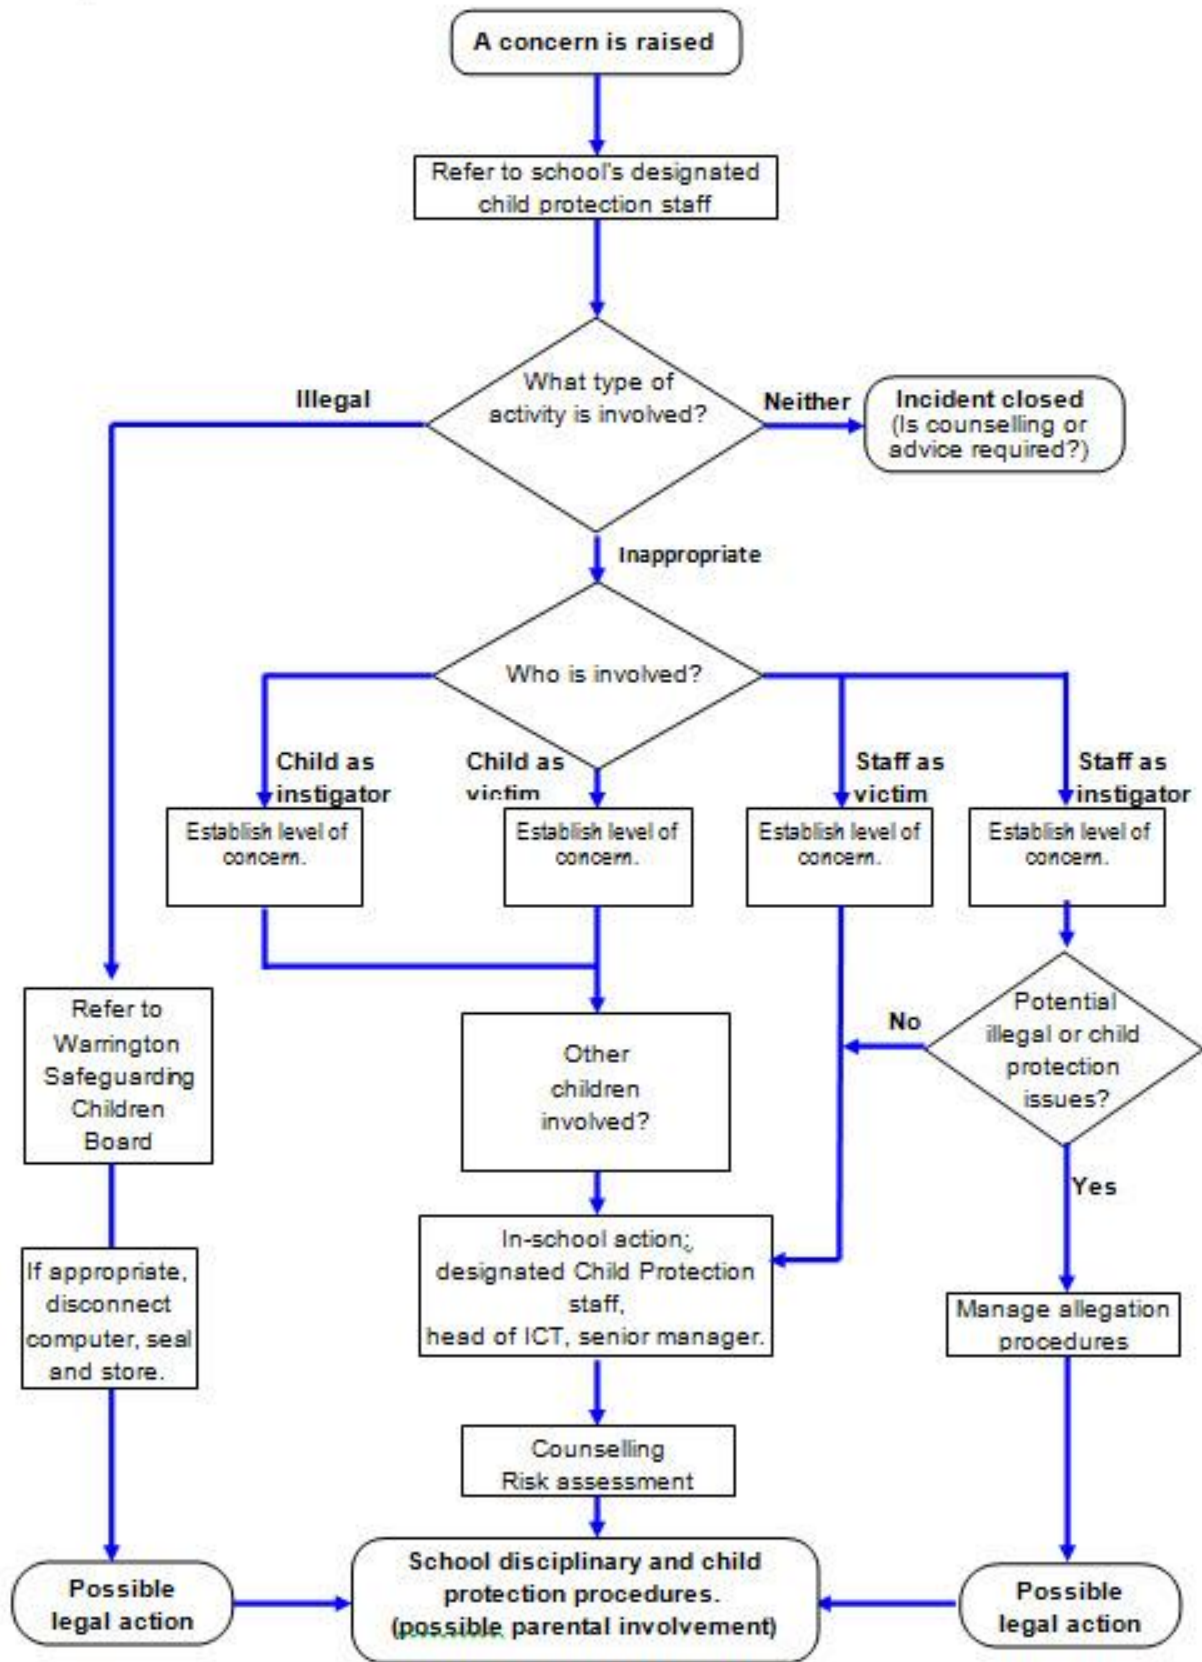 A concern is raised
Refer to school's designated
child protection staff
What type of
activity is involved?
Illegal
Neither
Incident closed
(Is counselling or
advice required?)
Inappropriate
Who is involved?
Child as
instigator
Child as
victim
Staff as
victim
Staff as
instigator
Establish level of
concern.
Establish level of
concern.
Establish level of
concern.
Establish level of
concern.
Refer to
Warrington
Safeguarding
Children
Board
Other
children
involved?
No
Potential
illegal or child
protection
issues?
Yes
If appropriate,
disconnect
computer, seal
and store.
In-school action;
designated Child Protection
staff,
head of ICT, senior manager.
Manage allegation
procedures
Counselling
Risk assessment
Possible
legal action
School disciplinary and child
protection procedures.
(possible parental involvement)
Possible
legal action